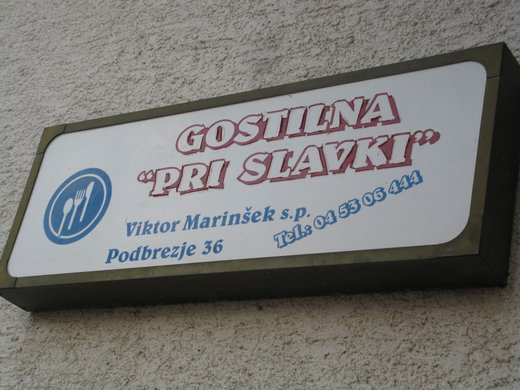 GOSTILNA
"PRI SLAVKI"
Viktor Marinšek s.p.
Podbrezje 36
Tel.: 04 53 06 444